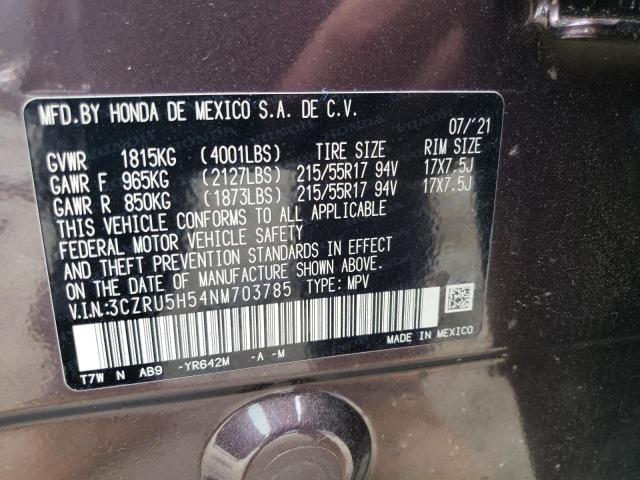 MFD.BY HONDA DE MEXICO S.A. DE C.V.
07/'21
GVWR 1815KG (4001LBS) TIRE SIZE RIM SIZE
GAWR F 965KG (2127LBS) 215/55R17 94V 17X7.5J
GAWR R 850KG (1873LBS) 215/55R17 94V 17X7.5J
THIS VEHICLE CONFORMS TO ALL APPLICABLE
FEDERAL MOTOR VEHICLE SAFETY
AND THEFT PREVENTION STANDARDS IN EFFECT
ON THE DATE OF MANUFACTURE SHOWN ABOVE.
V.I.N:3CZRU5H54NM703785 TYPE: MPV
MADE IN MEXICO
T7W N AB9 -YR642M -A -M